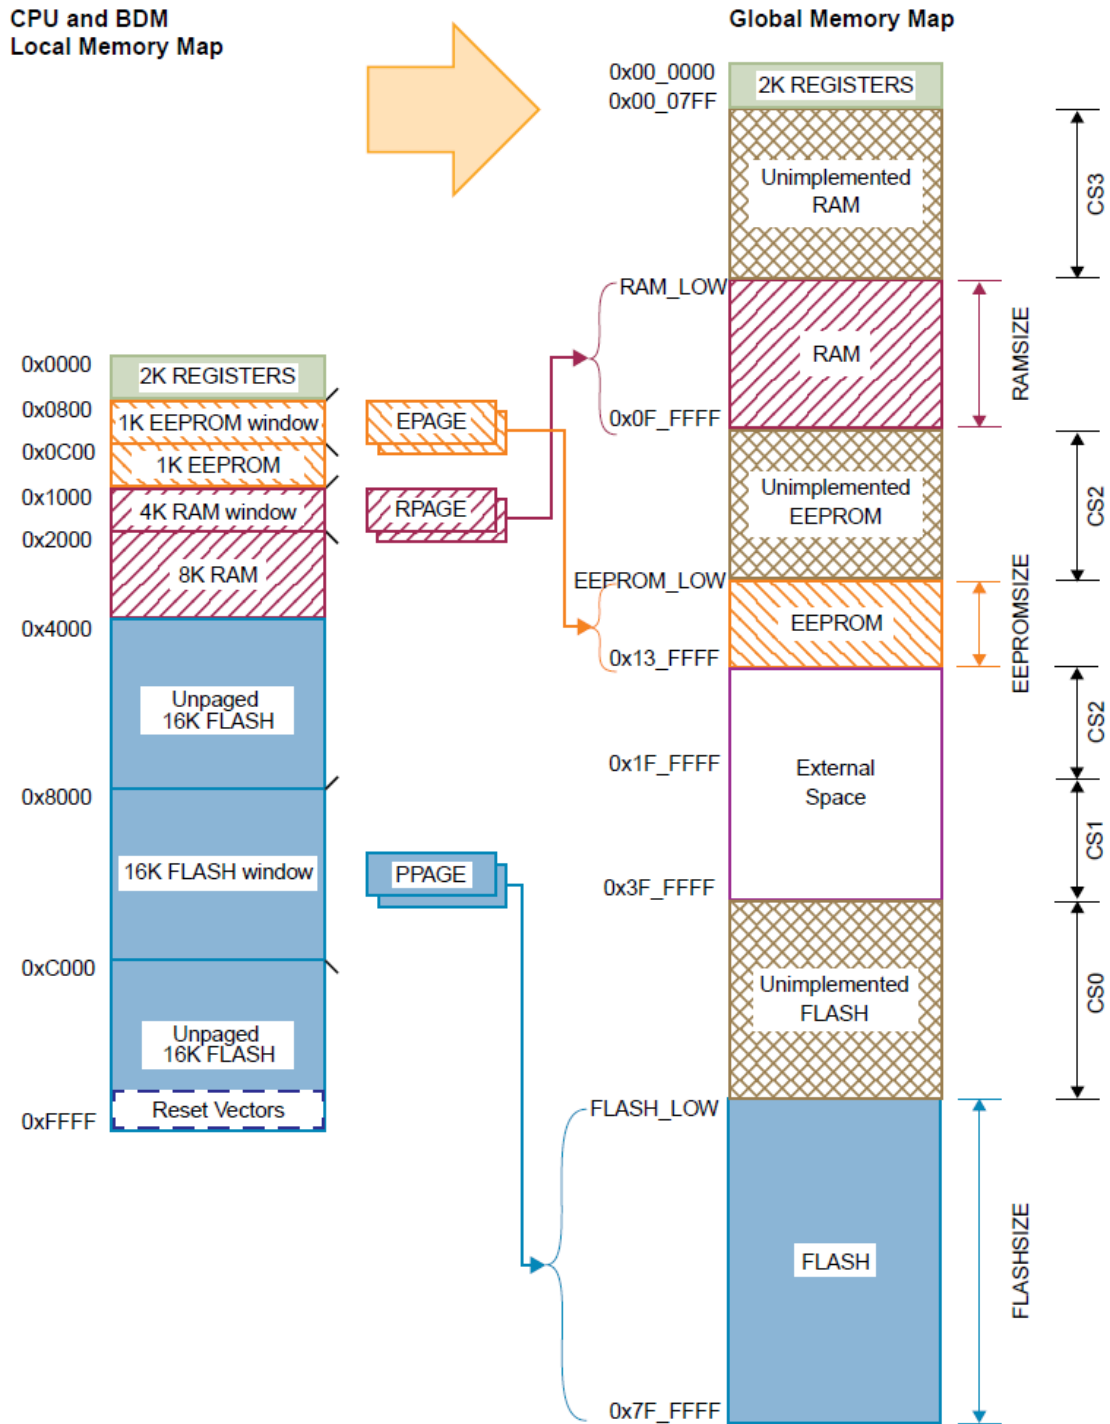 CPU and BDM
Local Memory Map
Global Memory Map
0x00_0000
0x00_07FF
2K REGISTERS
Unimplemented
RAM
CS3
RAM_LOW
RAM
RAMSIZE
0x0F_FFFF
0x0000
2K REGISTERS
0x0800
1K EEPROM window
EPAGE
0x0C00
1K EEPROM
0x1000
4K RAM window
RPAGE
0x2000
8K RAM
0x4000
Unpaged
16K FLASH
0x8000
16K FLASH window
PPAGE
0xC000
Unpaged
16K FLASH
Reset Vectors
0xFFFF
Unimplemented
EEPROM
CS2
EEPROM_LOW
EEPROM
EEPROMSIZE
0x13_FFFF
CS2
0x1F_FFFF
External
Space
CS1
0x3F_FFFF
Unimplemented
FLASH
CS0
FLASH_LOW
FLASH
FLASHSIZE
0x7F_FFFF